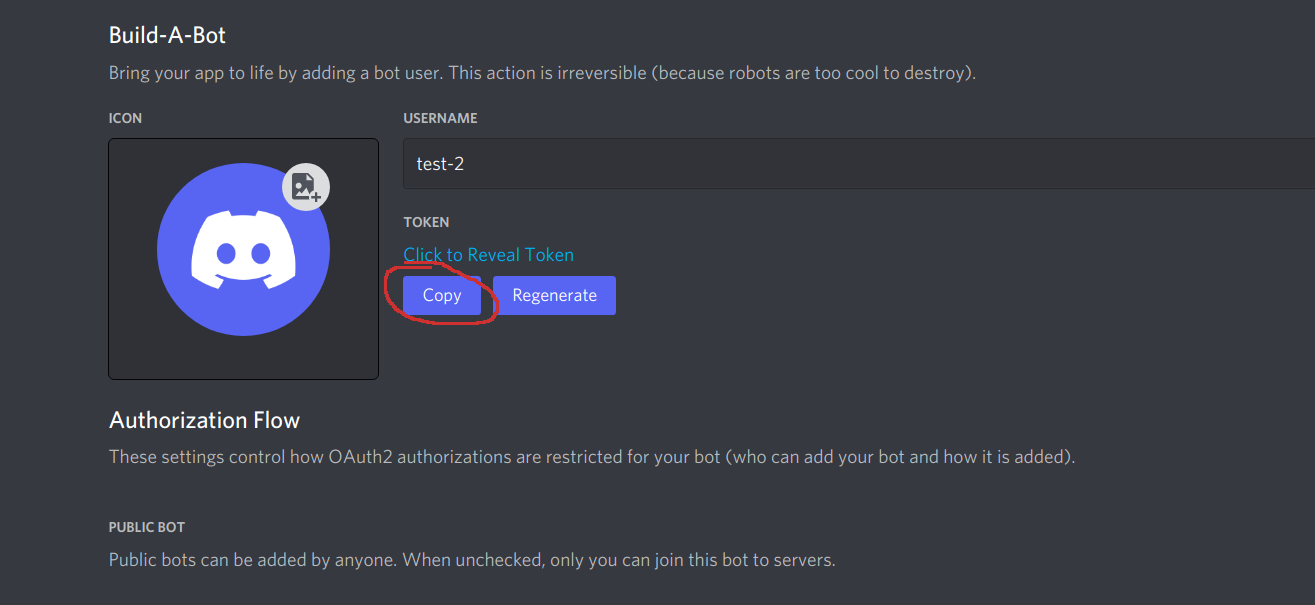 Build-A-Bot
Bring your app to life by adding a bot user. This action is irreversible (because robots are too cool to destroy).
ICON
USERNAME
test-2
TOKEN
Click to Reveal Token
Copy
Regenerate
Authorization Flow
These settings control how OAuth2 authorizations are restricted for your bot (who can add your bot and how it is added).
PUBLIC BOT
Public bots can be added by anyone. When unchecked, only you can join this bot to servers.